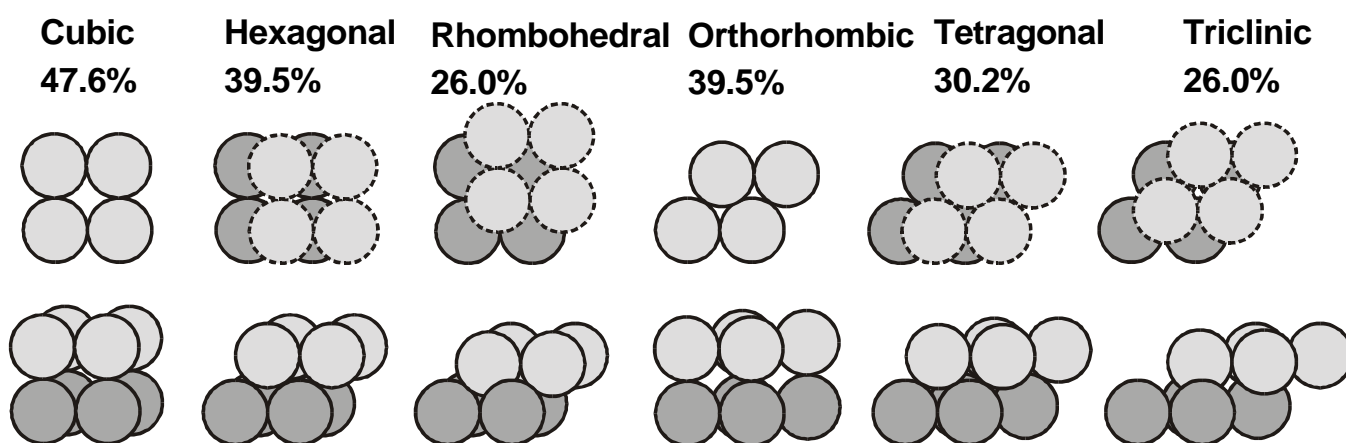 Cubic Hexagonal Rhombohedral Orthorhombic Tetragonal Triclinic
47.6% 39.5% 26.0% 39.5% 30.2% 26.0%